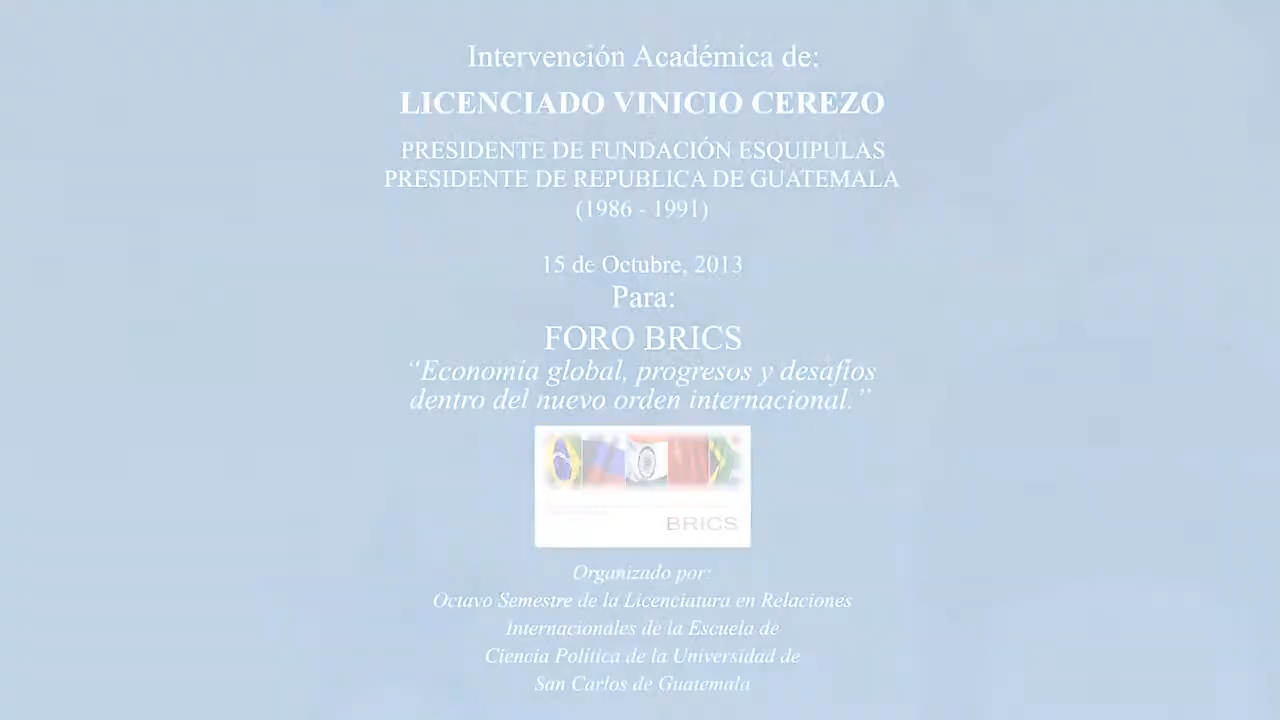 Intervención Académica de:
LICENCIADO VINICIO CEREZO
PRESIDENTE DE FUNDACIÓN ESQUIPULAS
PRESIDENTE DE REPUBLICA DE GUATEMALA
(1986 - 1991)
15 de Octubre, 2013
Para:
FORO BRICS
“Economía global, progresos y desafíos
dentro del nuevo orden internacional.”
BRICS
Organizado por:
Octavo Semestre de la Licenciatura en Relaciones
Internacionales de la Escuela de
Ciencia Política de la Universidad de
San Carlos de Guatemala